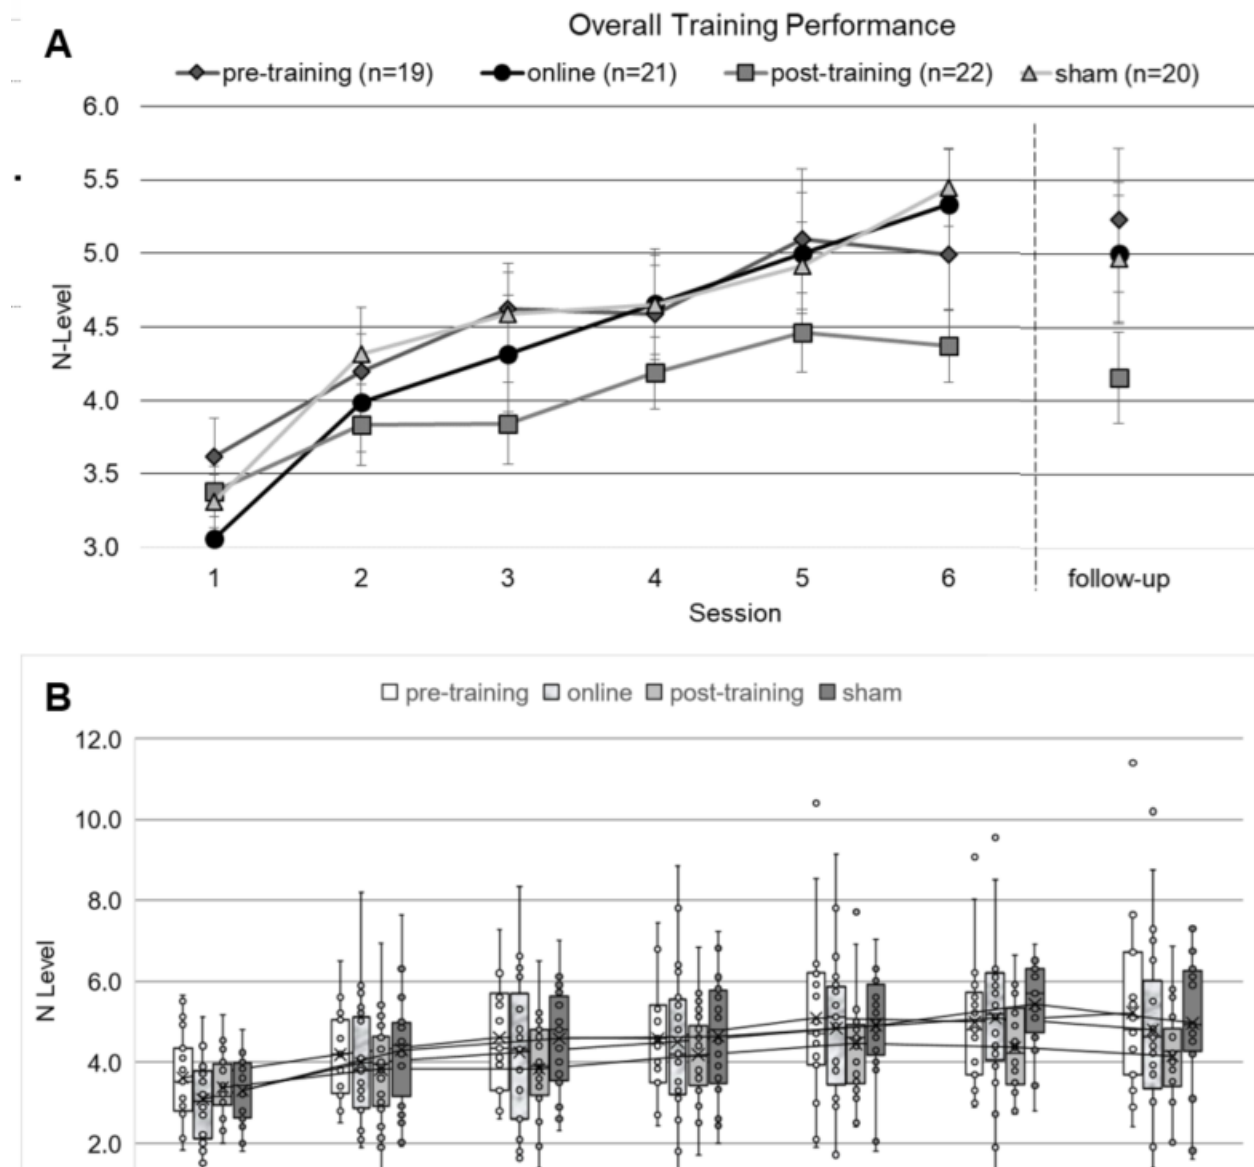 A
Overall Training Performance
pre-training (n=19) online (n=21) post-training (n=22) sham (n=20)
6.0
5.5
5.0
4.5
4.0
3.5
3.0
N-Level
1 2 3 4 5 6 follow-up
Session
B
pre-training online post-training sham
12.0
10.0
8.0
6.0
4.0
2.0
N Level